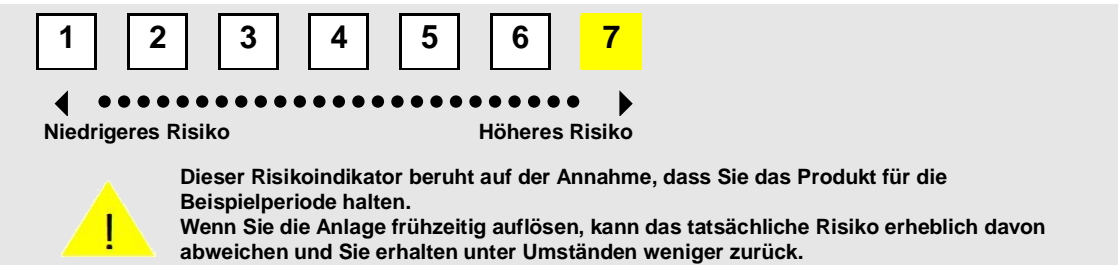 1 2 3 4 5 6 7
Niedrigeres Risiko Höheres Risiko
Dieser Risikoindikator beruht auf der Annahme, dass Sie das Produkt für die
Beispielperiode halten.
Wenn Sie die Anlage frühzeitig auflösen, kann das tatsächliche Risiko erheblich davon
abweichen und Sie erhalten unter Umständen weniger zurück.
!